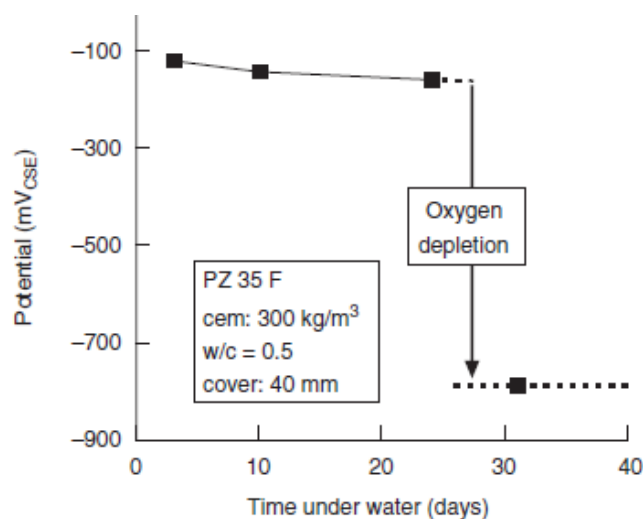 Potential (mV_CSE)
–100
–300
–500
–700
–900
Oxygen
depletion
PZ 35 F
cem: 300 kg/m³
w/c = 0.5
cover: 40 mm
0
10
20
30
40
Time under water (days)